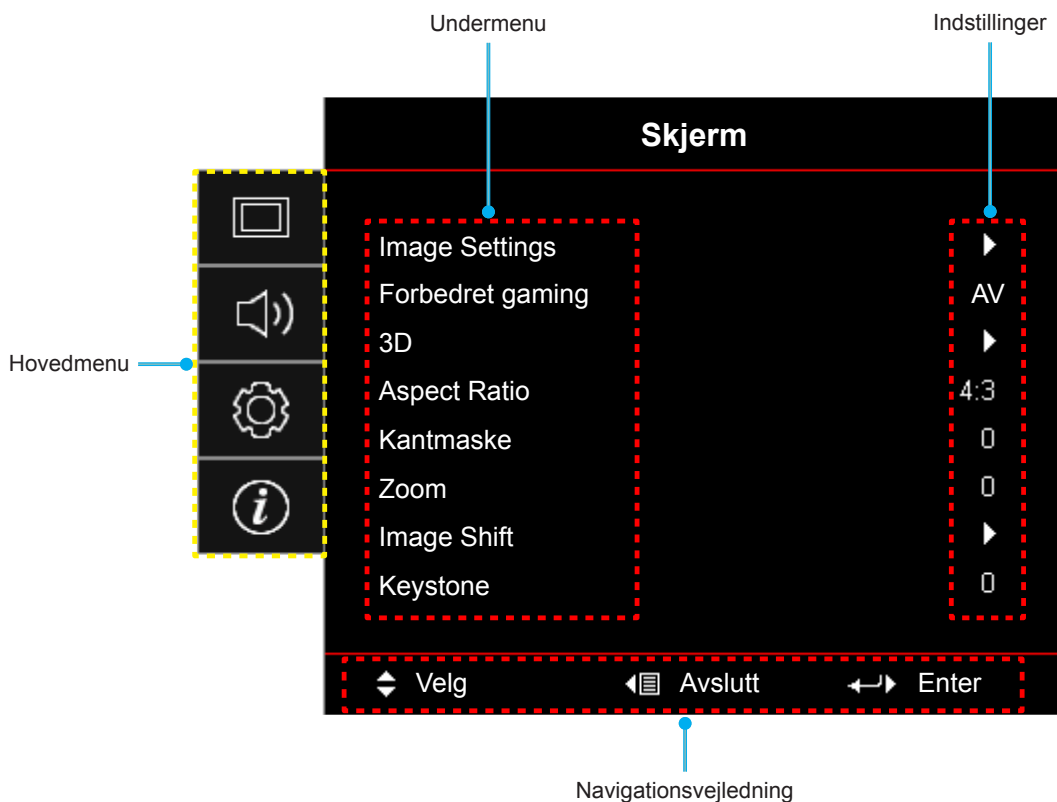 Undermenu
Indstillinger
Skjerm
Hovedmenu
Image Settings
Forbedret gaming AV
3D
Aspect Ratio 4:3
Kantmaske 0
Zoom 0
Image Shift
Keystone 0
Velg Avslutt Enter
Navigationsvejledning